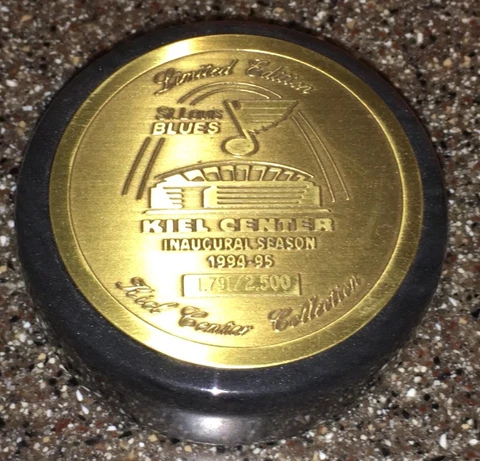 Limited Edition
St. Louis
BLUES
KIEL CENTER
INAUGURAL SEASON
1994-95
1,791/2,500
Kiel Center Collection